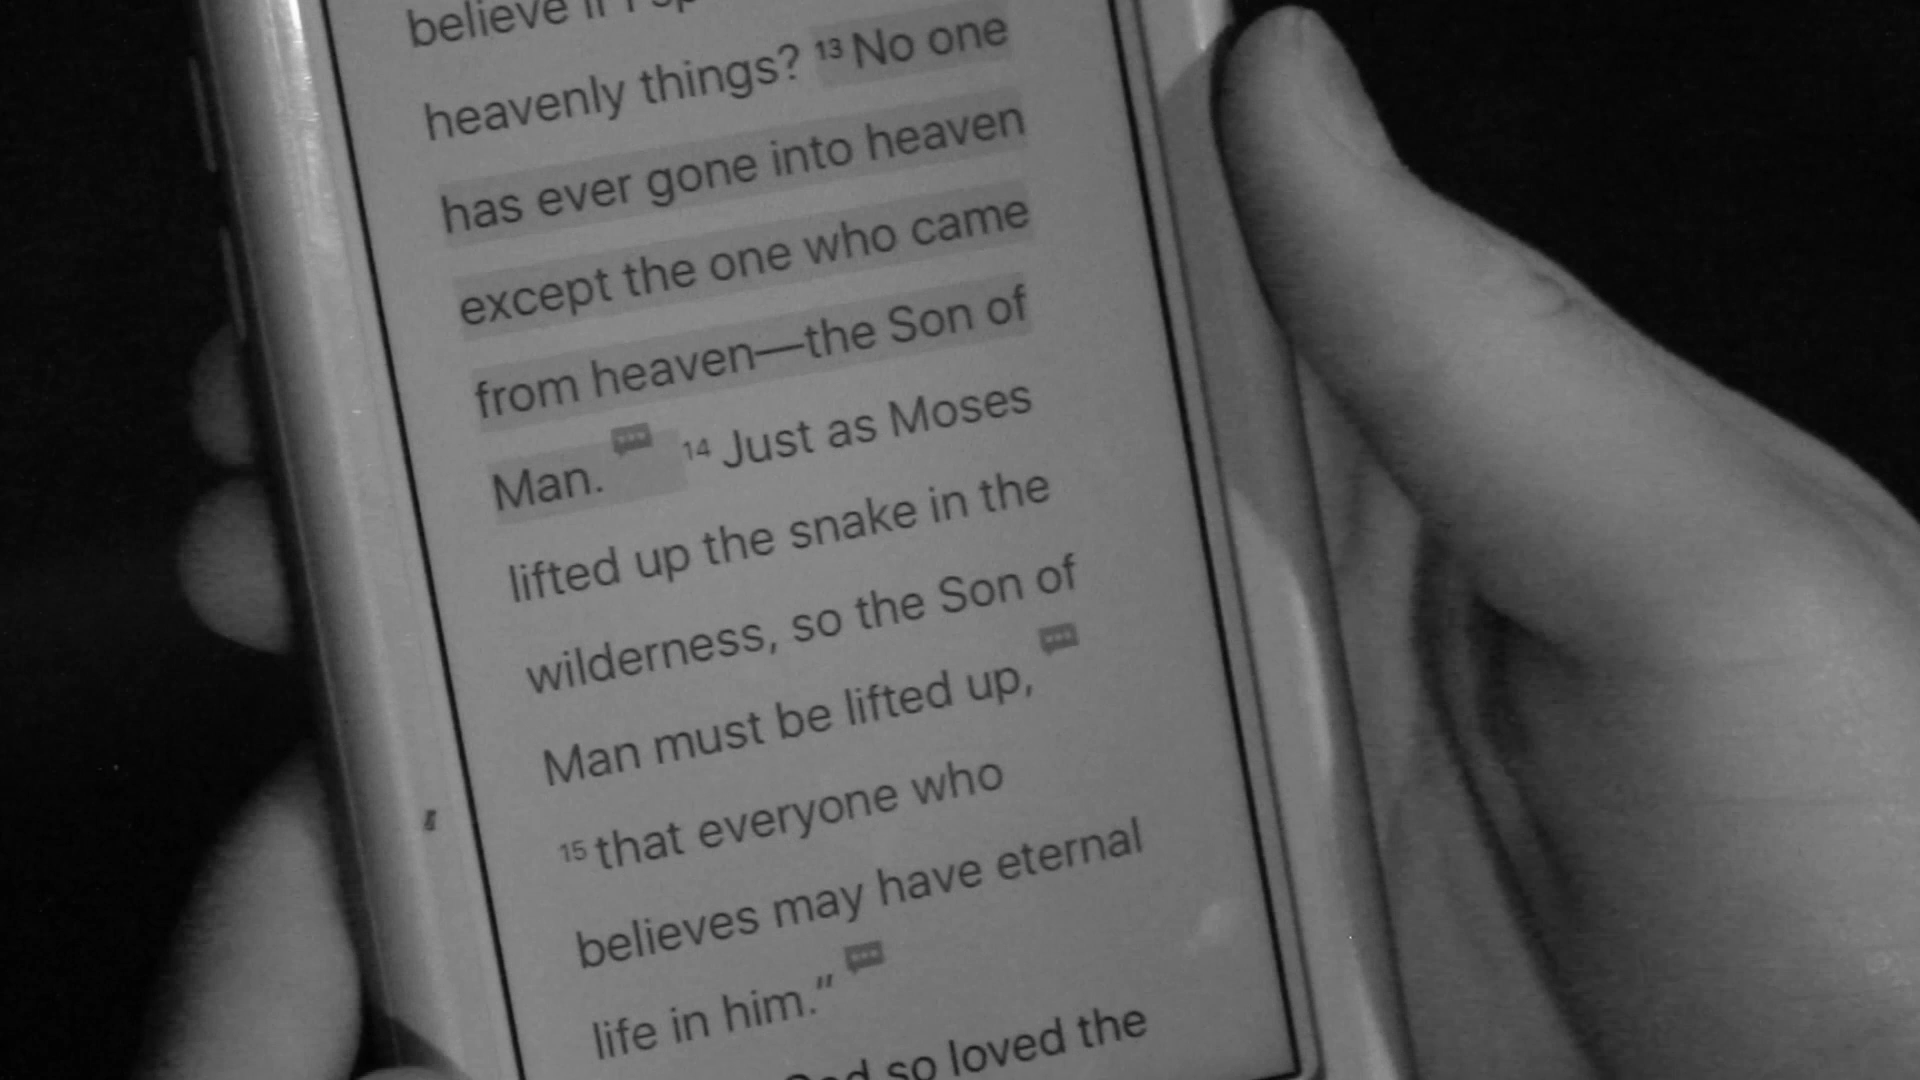 believe if I
heavenly things? 13 No one
has ever gone into heaven
except the one who came
from heaven—the Son of
Man. 14 Just as Moses
lifted up the snake in the
wilderness, so the Son of
Man must be lifted up,
15 that everyone who
believes may have eternal
life in him.”
so loved the